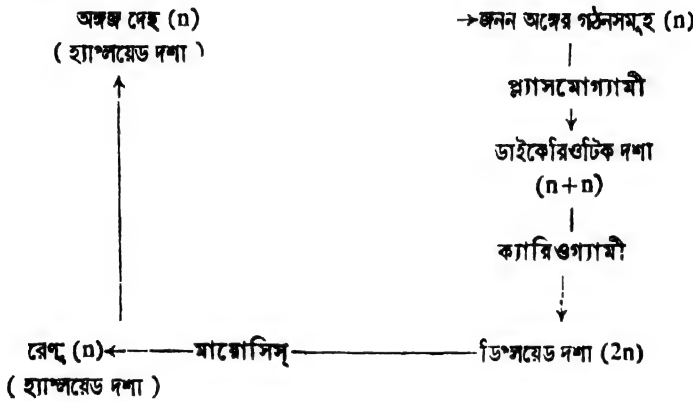 অঙ্গজ দেহ (n) →জনন অঙ্গের গঠনসমূহ (n)
( হ্যাপ্লয়েড দশা )
প্ল্যাসমোগ্যামী
ডাইকেরিওটিক দশা
(n+n)
ক্যারিওগ্যামী
রেণু (n)←মায়োসিস্ ডিপ্লয়েড দশা (2n)
( হ্যাপ্লয়েড দশা )